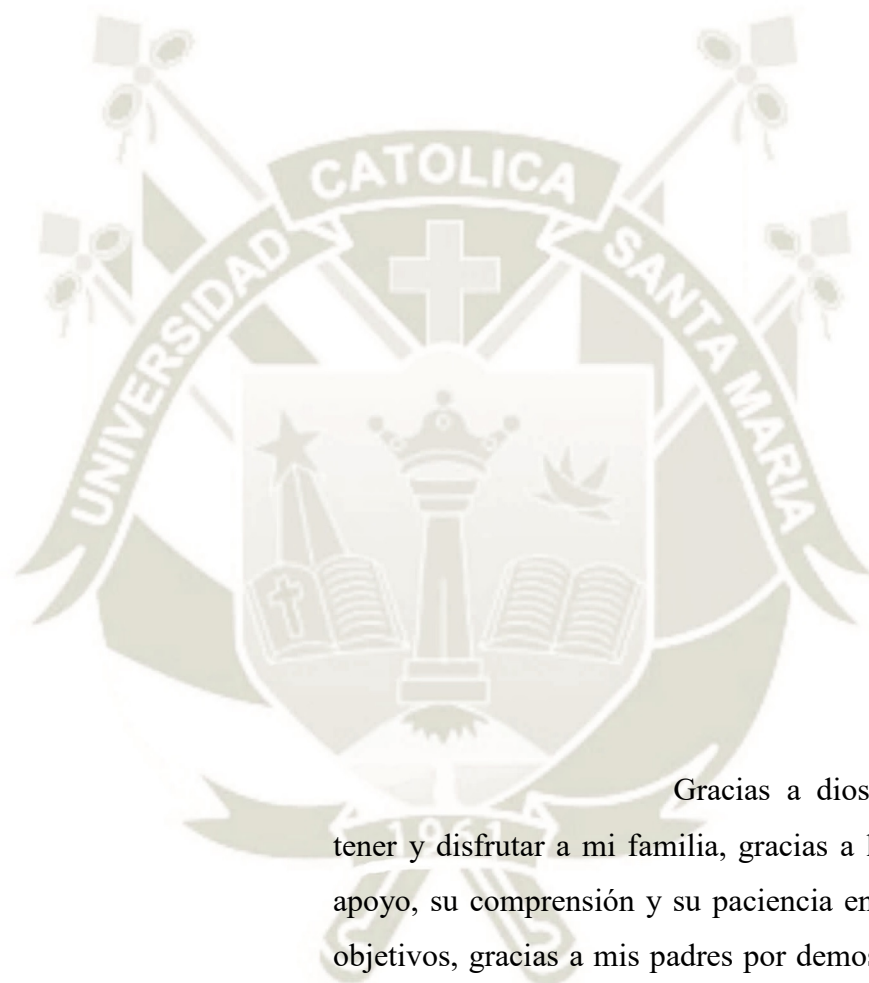 UNIVERSIDAD CATOLICA SANTA MARIA
1961
Gracias a dios
tener y disfrutar a mi familia, gracias a
apoyo, su comprensión y su paciencia
objetivos, gracias a mis padres por